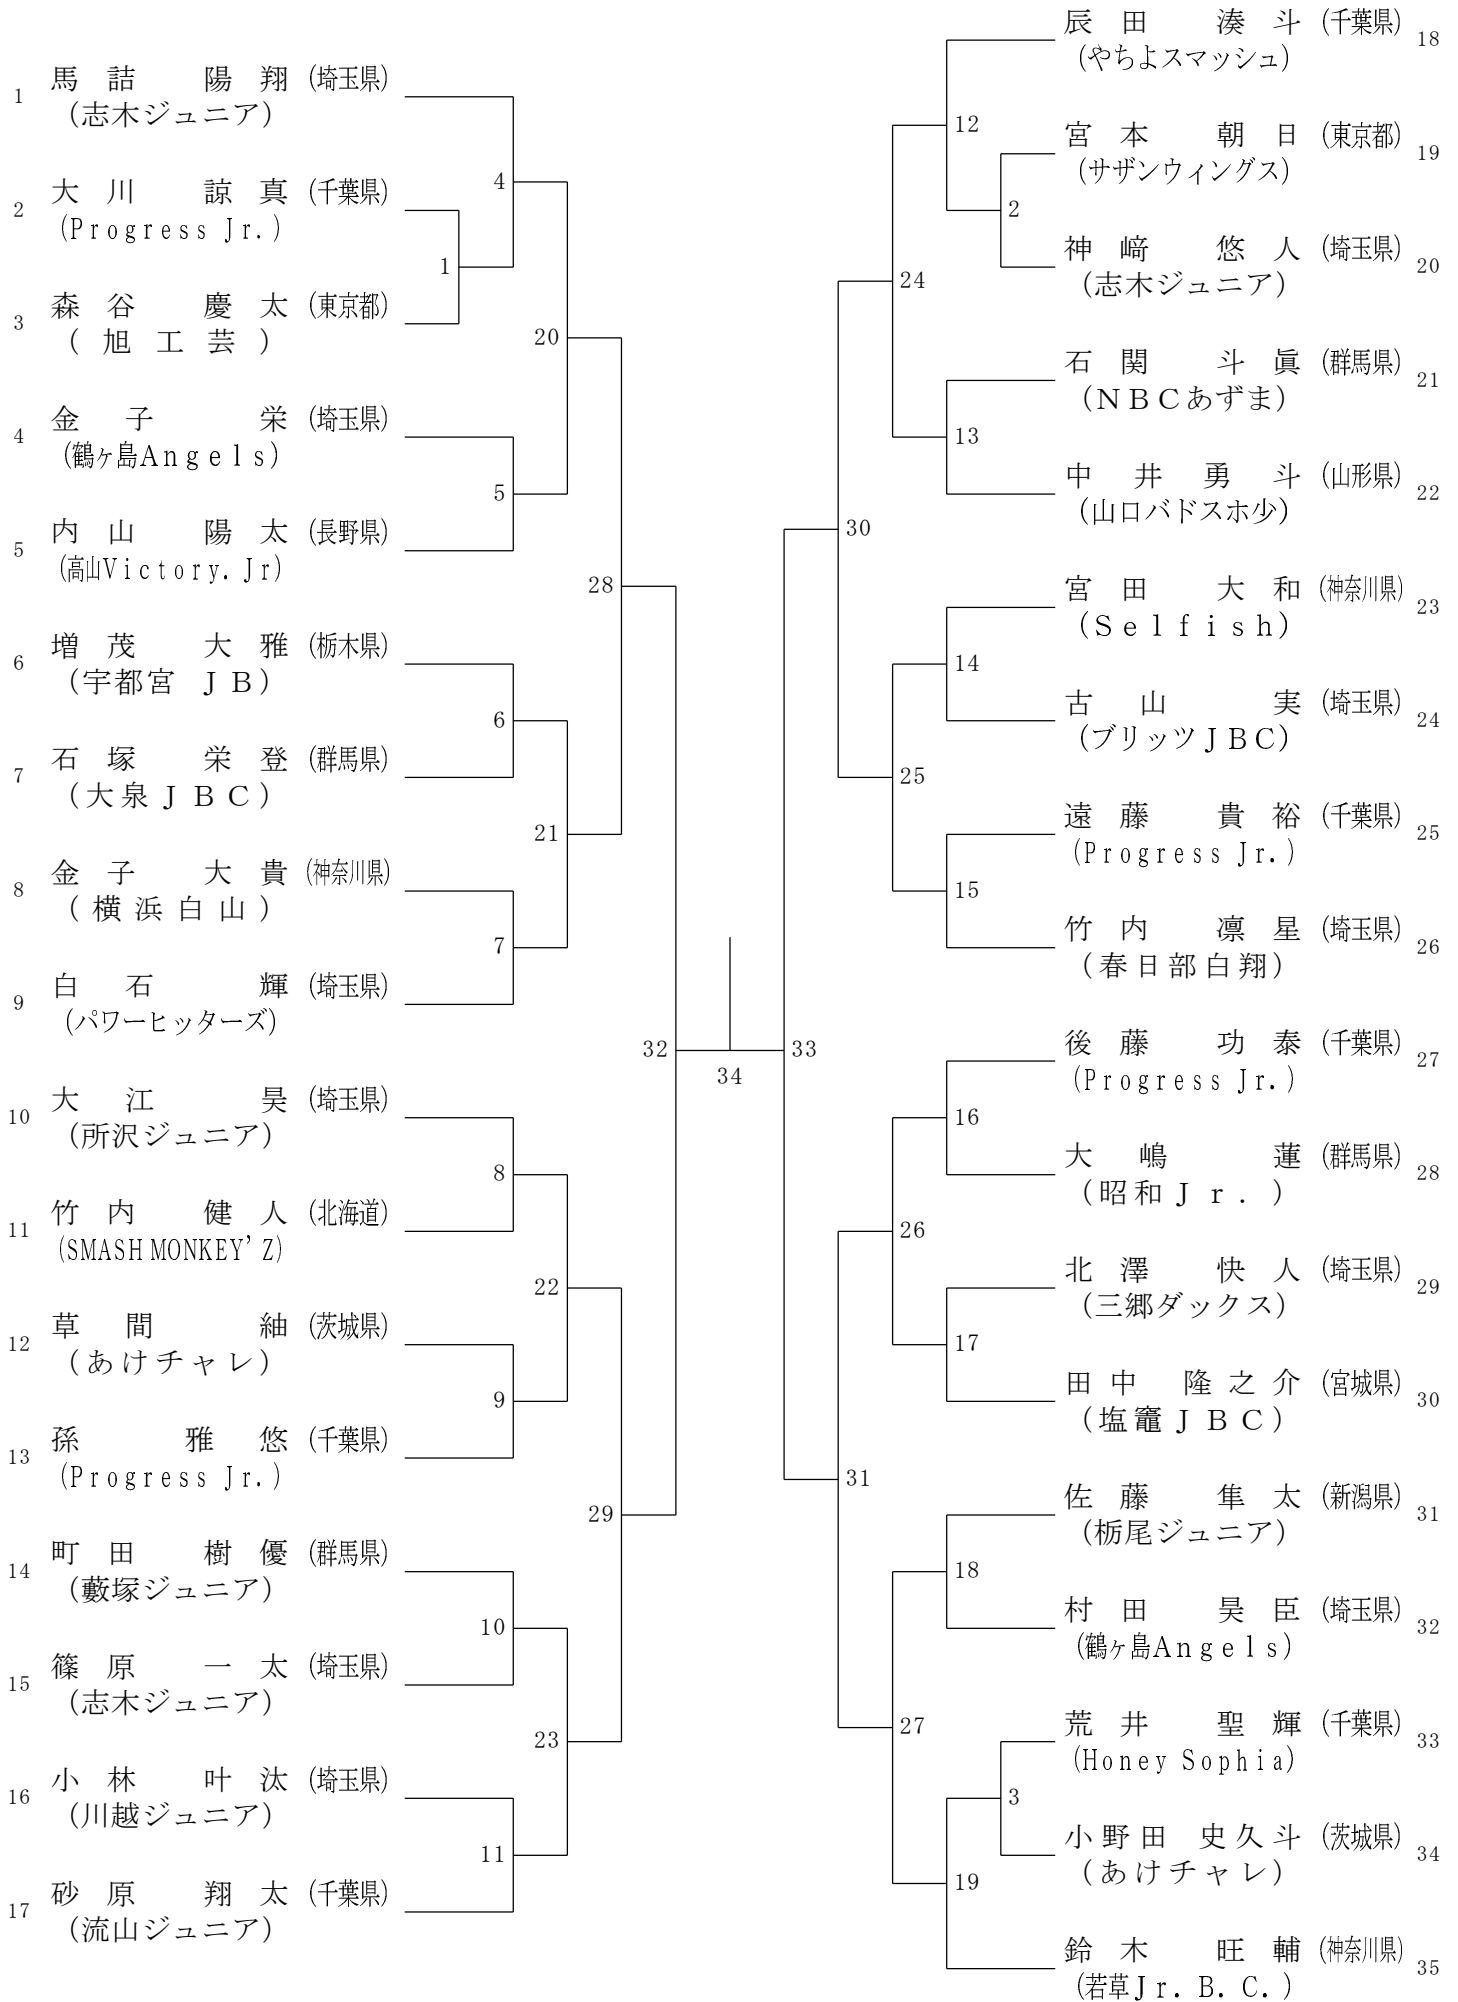 1 馬詰 陽翔 (埼玉県)
(志木ジュニア)
2 大川 諒真 (千葉県)
(Progress Jr.)
3 森谷 慶太 (東京都)
(旭工芸)
4 金子 栄 (埼玉県)
(鶴ヶ島Angels)
5 内山 陽太 (長野県)
(高山Victory.Jr)
6 増茂 大雅 (栃木県)
(宇都宮 JB)
7 石塚 栄登 (群馬県)
(大泉JBC)
8 金子 大貴 (神奈川県)
(横浜白山)
9 白石 輝 (埼玉県)
(パワーヒッターズ)
10 大江 昊 (埼玉県)
(所沢ジュニア)
11 竹内 健人 (北海道)
(SMASH MONKEY'Z)
12 草間 紬 (茨城県)
(あけチャレ)
13 孫 雅悠 (千葉県)
(Progress Jr.)
14 町田 樹優 (群馬県)
(藪塚ジュニア)
15 篠原 一太 (埼玉県)
(志木ジュニア)
16 小林 叶汰 (埼玉県)
(川越ジュニア)
17 砂原 翔太 (千葉県)
(流山ジュニア)
4
1
20
5
28
6
21
7
32
8
22
9
29
10
23
11
34
33
12
2
24
13
30
14
25
15
16
26
17
31
18
27
3
19
辰田 湊斗 (千葉県) 18
(やちよスマッシュ)
宮本 朝日 (東京都) 19
(サザンウィングス)
神﨑 悠人 (埼玉県) 20
(志木ジュニア)
石関 斗眞 (群馬県) 21
(NBCあずま)
中井勇斗 (山形県) 22
(山口バドスホ少)
宮田 大和 (神奈川県) 23
(Selfish)
古山 実 (埼玉県) 24
(ブリッツJBC)
遠藤 貴裕 (千葉県) 25
(Progress Jr.)
竹内 凛星 (埼玉県) 26
(春日部白翔)
後藤 功泰 (千葉県) 27
(Progress Jr.)
大嶋 蓮 (群馬県) 28
(昭和Jr.)
北澤 快人 (埼玉県) 29
(三郷ダックス)
田中 隆之介 (宮城県) 30
(塩竈JBC)
佐藤 隼太 (新潟県) 31
(栃尾ジュニア)
村田 昊臣 (埼玉県) 32
(鶴ヶ島Angels)
荒井 聖輝 (千葉県) 33
(Honey Sophia)
小野田 史久斗 (茨城県) 34
(あけチャレ)
鈴木 旺輔 (神奈川県) 35
(若草Jr.B.C.)